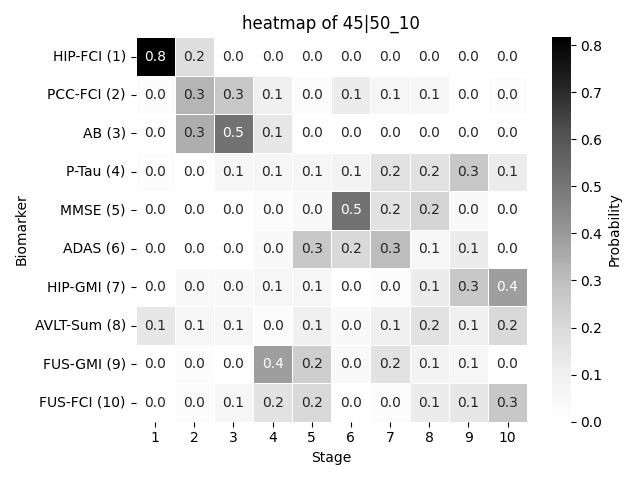 heatmap of 45|50_10
HIP-FCI (1) 0.8 0.2 0.0 0.0 0.0 0.0 0.0 0.0 0.0 0.0
PCC-FCI (2) 0.0 0.3 0.3 0.1 0.0 0.1 0.1 0.1 0.0 0.0
AB (3) 0.0 0.3 0.5 0.1 0.0 0.0 0.0 0.0 0.0 0.0
P-Tau (4) 0.0 0.0 0.1 0.1 0.1 0.1 0.2 0.2 0.3 0.1
MMSE (5) 0.0 0.0 0.0 0.0 0.0 0.5 0.2 0.2 0.0 0.0
ADAS (6) 0.0 0.0 0.0 0.0 0.3 0.2 0.3 0.1 0.1 0.0
HIP-GMI (7) 0.0 0.0 0.0 0.1 0.1 0.0 0.0 0.1 0.3 0.4
AVLT-Sum (8) 0.1 0.1 0.1 0.0 0.1 0.0 0.1 0.2 0.1 0.2
FUS-GMI (9) 0.0 0.0 0.0 0.4 0.2 0.0 0.2 0.1 0.1 0.0
FUS-FCI (10) 0.0 0.0 0.1 0.2 0.2 0.0 0.0 0.1 0.1 0.3
1 2 3 4 5 6 7 8 9 10
Stage
Biomarker
0.8
0.7
0.6
0.5
0.4
0.3
0.2
0.1
0.0
Probability